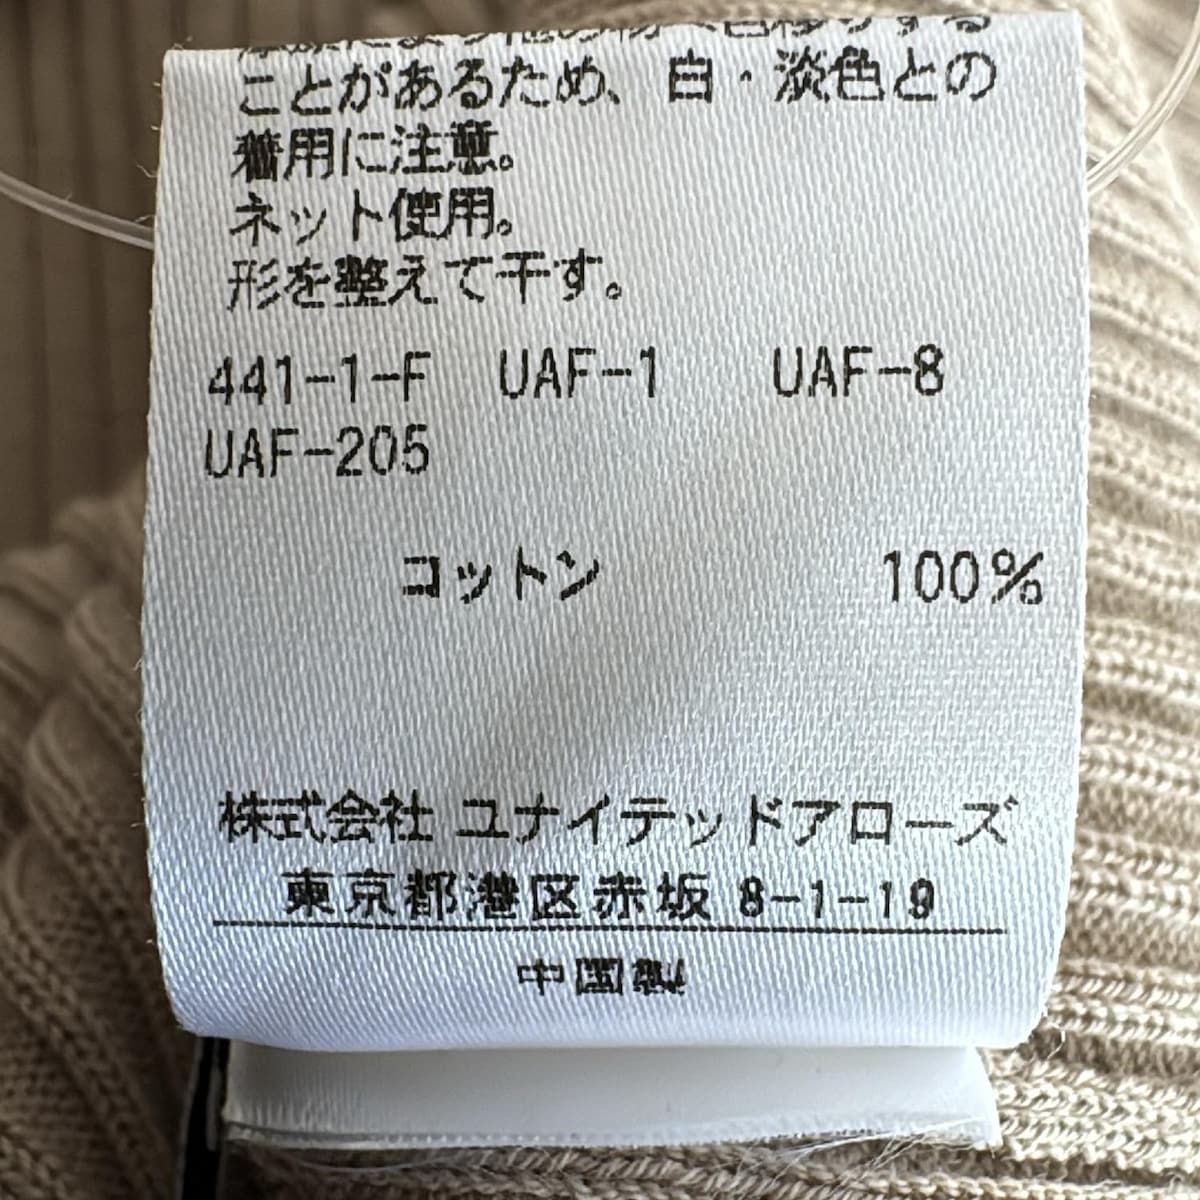 ことがあるため、白・淡色との
着用に注意。
ネット使用。
形を整えて干す。
441-1-F UAF-1 UAF-8
UAF-205
コットン 100%
株式会社 ユナイテッドアローズ
東京都港区赤坂 8-1-19
中国製